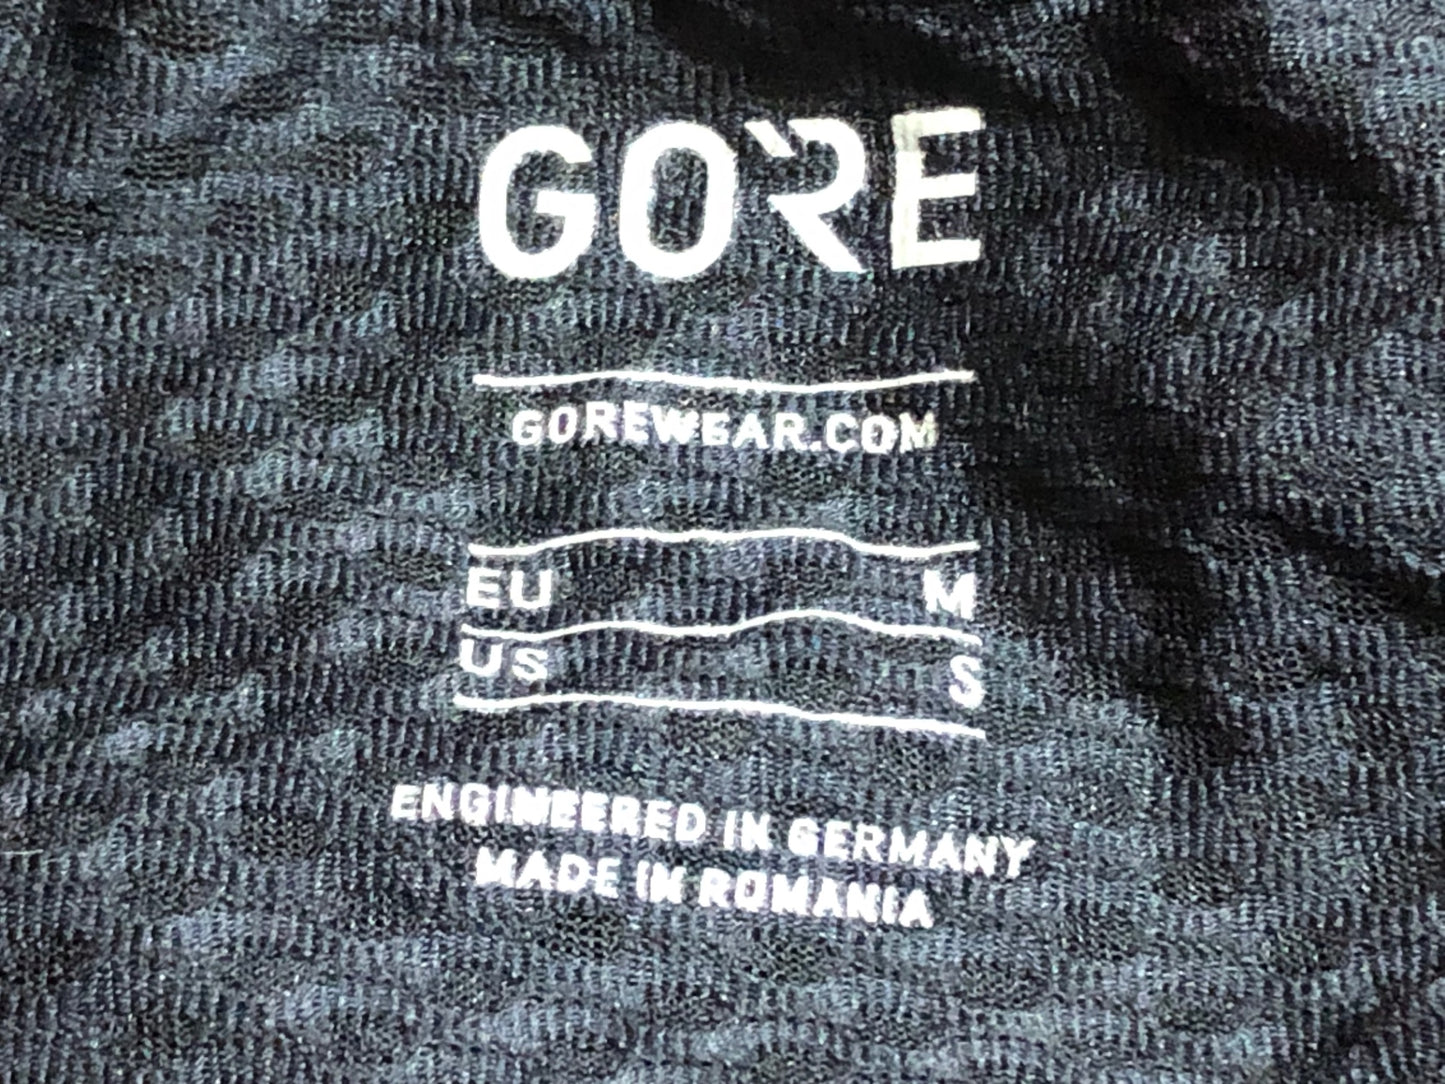 GORE
GOREWEAR.COM
EU M
US S
ENGINEERED IN GERMANY
MADE IN ROMANIA